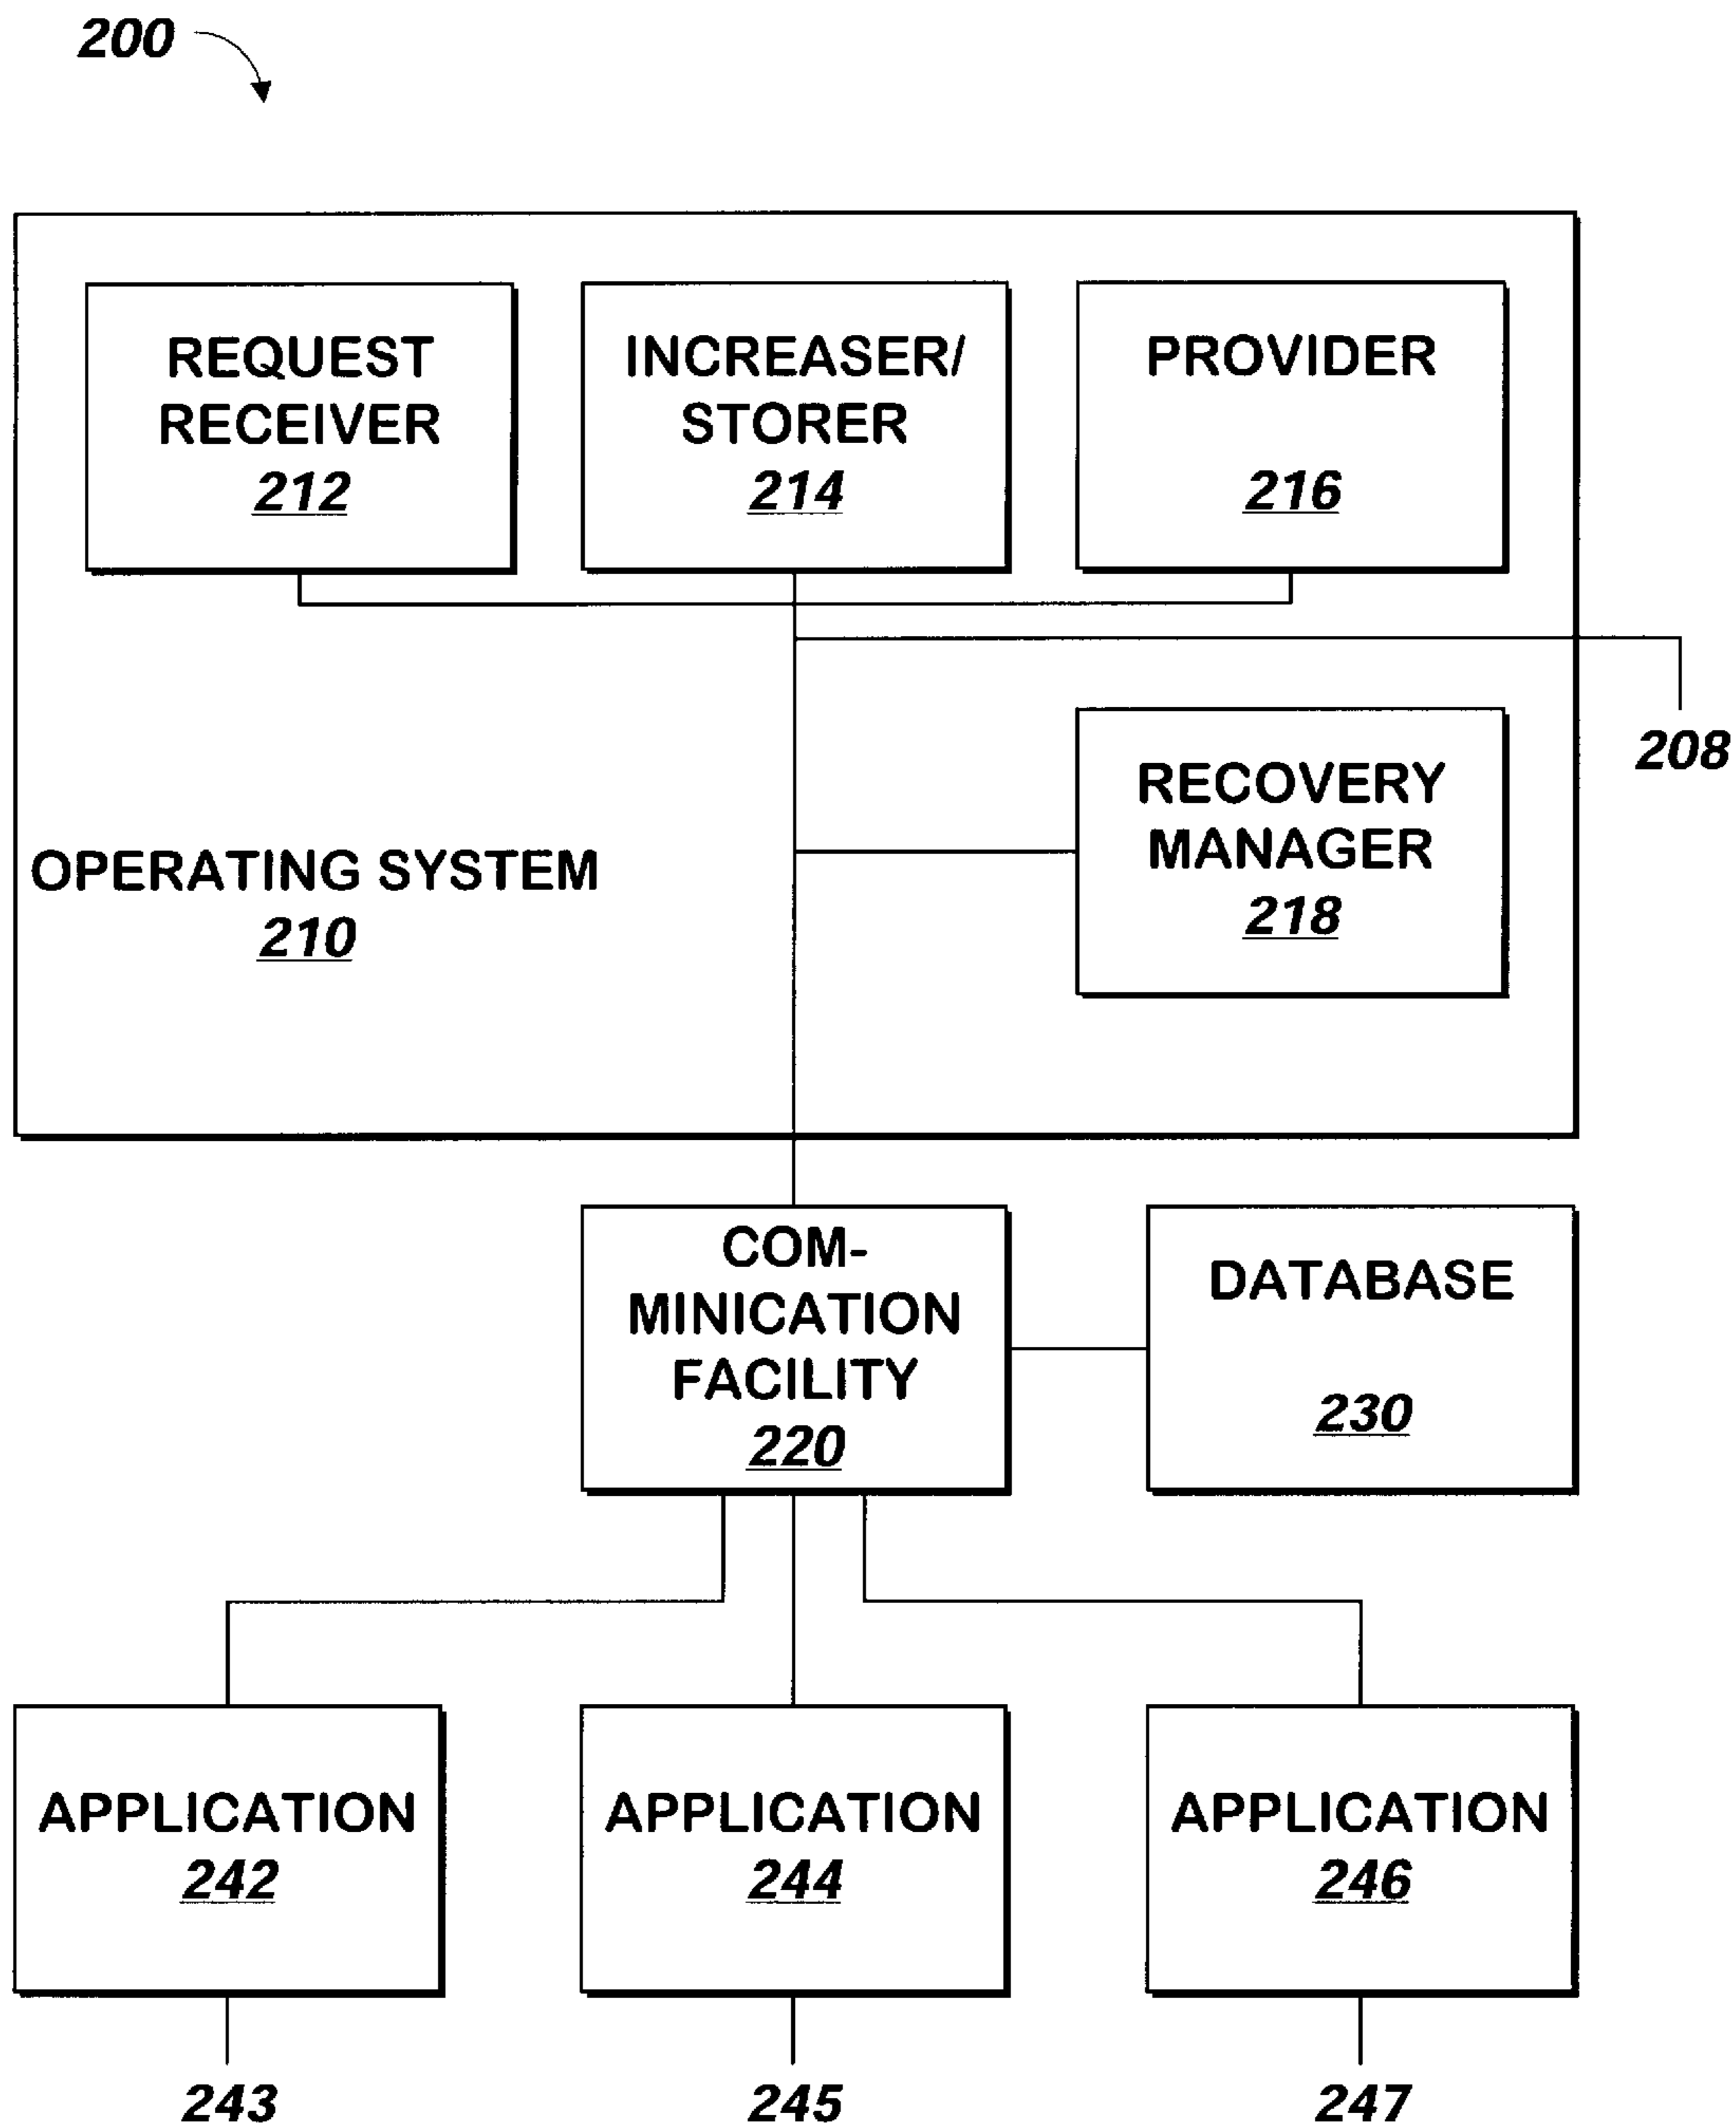 200
REQUEST
RECEIVER
212
INCREASER/
STORER
214
PROVIDER
216
208
RECOVERY
MANAGER
218
OPERATING SYSTEM
210
COM-
MINICATION
FACILITY
220
DATABASE
230
APPLICATION
242
APPLICATION
244
APPLICATION
246
243
245
247